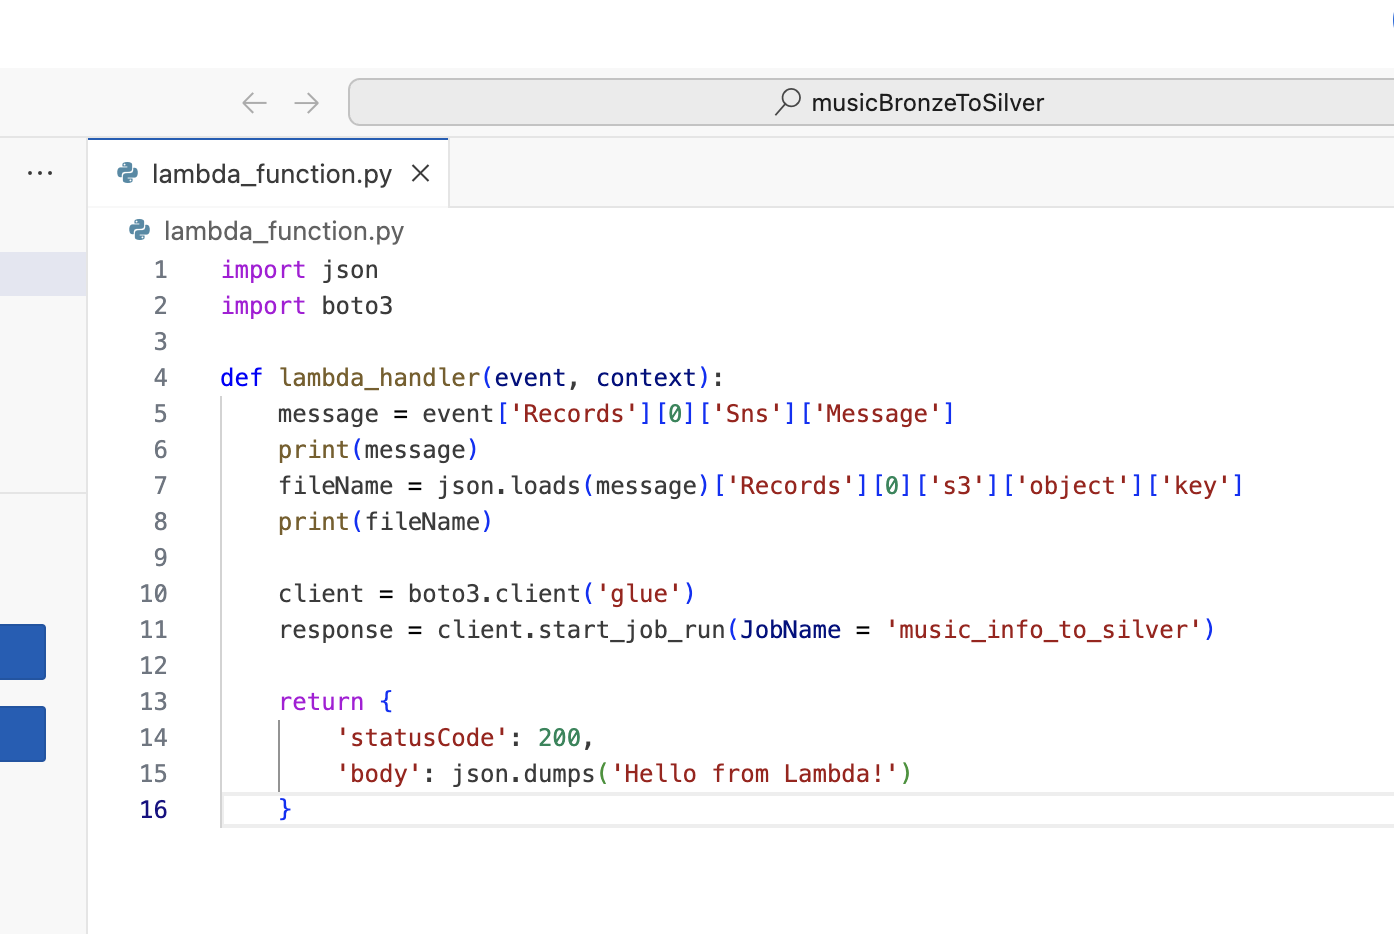 musicBronzeToSilver
lambda_function.py
lambda_function.py
1 import json
2 import boto3
3
4 def lambda_handler(event, context):
5     message = event['Records'][0]['Sns']['Message']
6     print(message)
7     fileName = json.loads(message)['Records'][0]['s3']['object']['key']
8     print(fileName)
9
10     client = boto3.client('glue')
11     response = client.start_job_run(JobName = 'music_info_to_silver')
12
13     return {
14         'statusCode': 200,
15         'body': json.dumps('Hello from Lambda!')
16     }